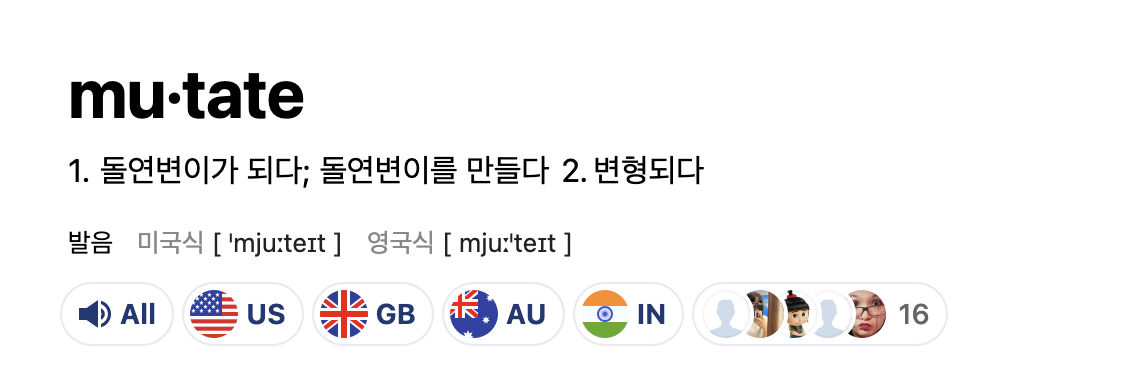 mu·tate
1. 돌연변이가 되다; 돌연변이를 만들다 2. 변형되다
발음 미국식 [ ˈmjuːteɪt ] 영국식 [ mjuːˈteɪt ]
All US GB AU IN 16